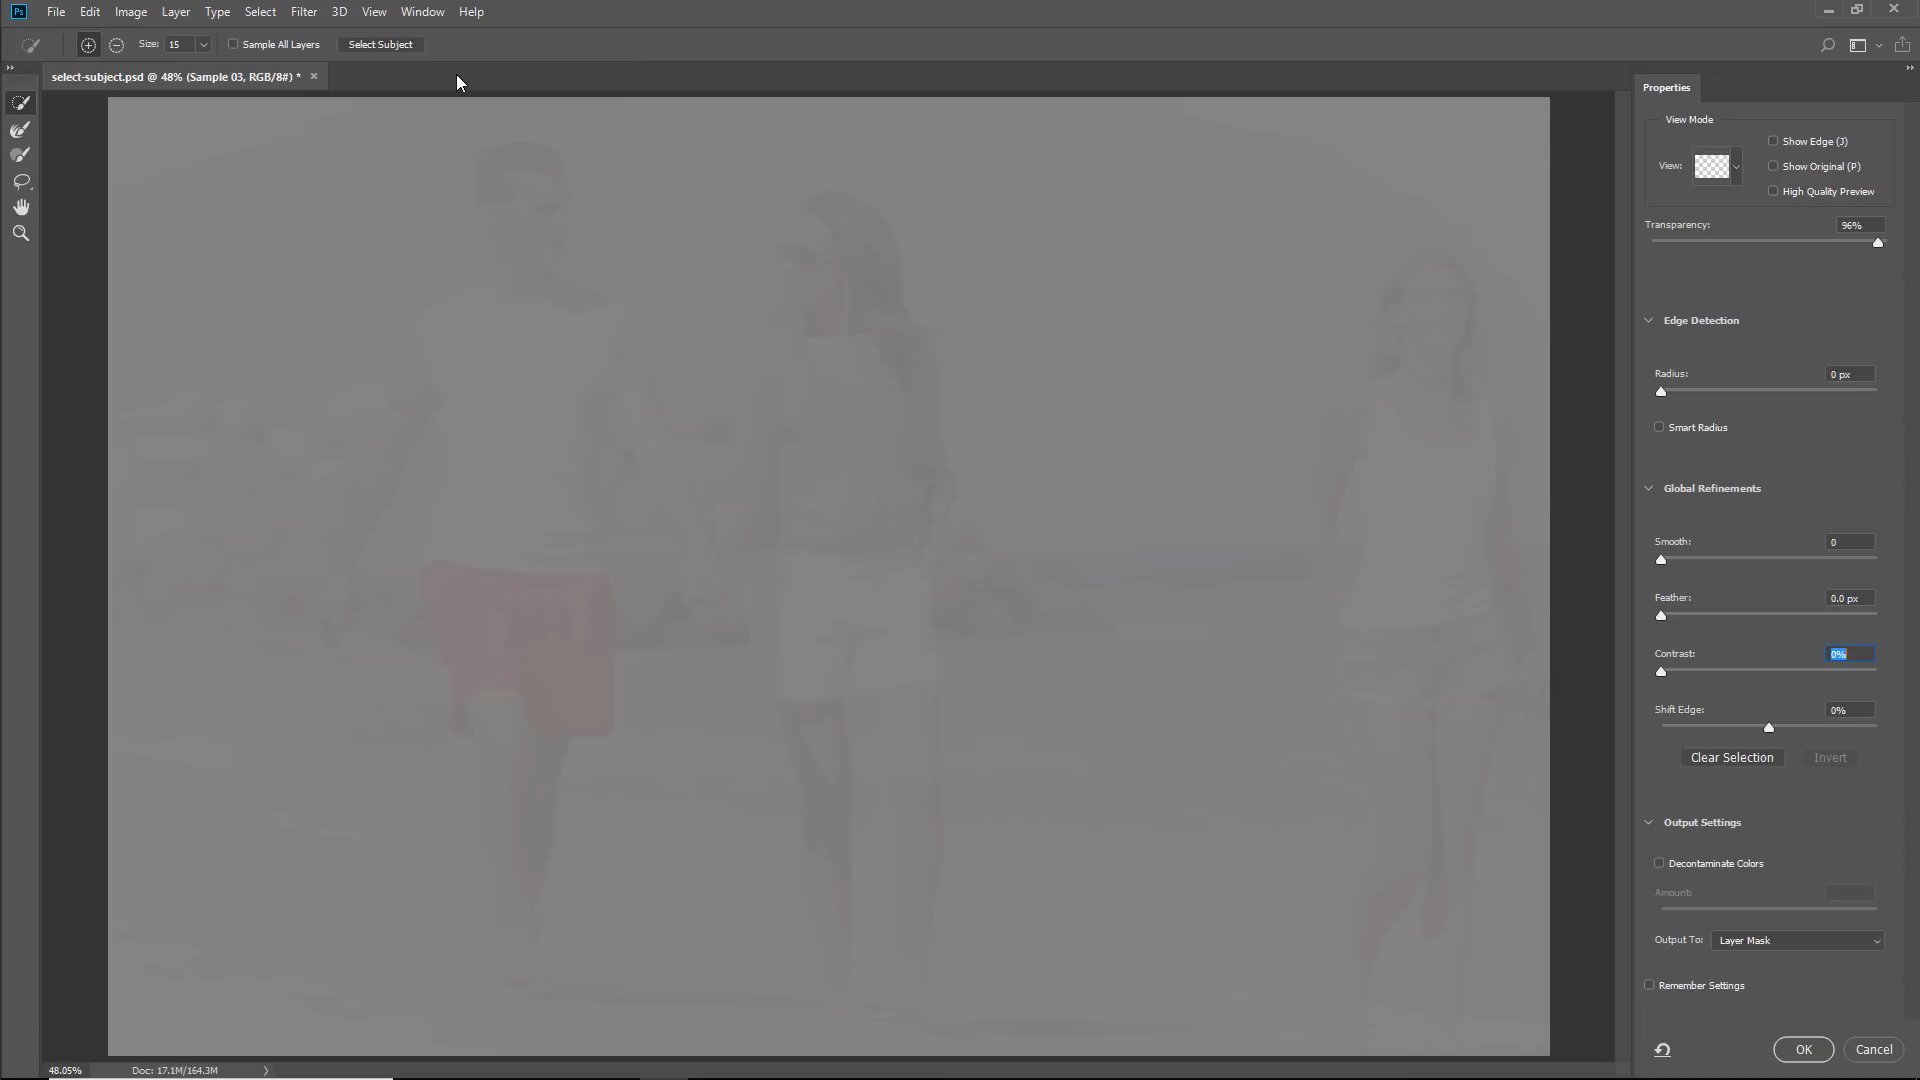 Ps File Edit Image Layer Type Select Filter 3D View Window Help
Size: 15 Sample All Layers Select Subject
select-subject.psd @ 48% (Sample 03, RGB/8#) * ×
Properties
View Mode
View:
Show Edge (J)
Show Original (P)
High Quality Preview
Transparency: 96%
Edge Detection
Radius: 0 px
Smart Radius
Global Refinements
Smooth: 0
Feather: 0.0 px
Contrast: 0%
Shift Edge: 0%
Clear Selection Invert
Output Settings
Decontaminate Colors
Amount:
Output To: Layer Mask
Remember Settings
OK Cancel
48.05% Doc: 17.1M/164.3M